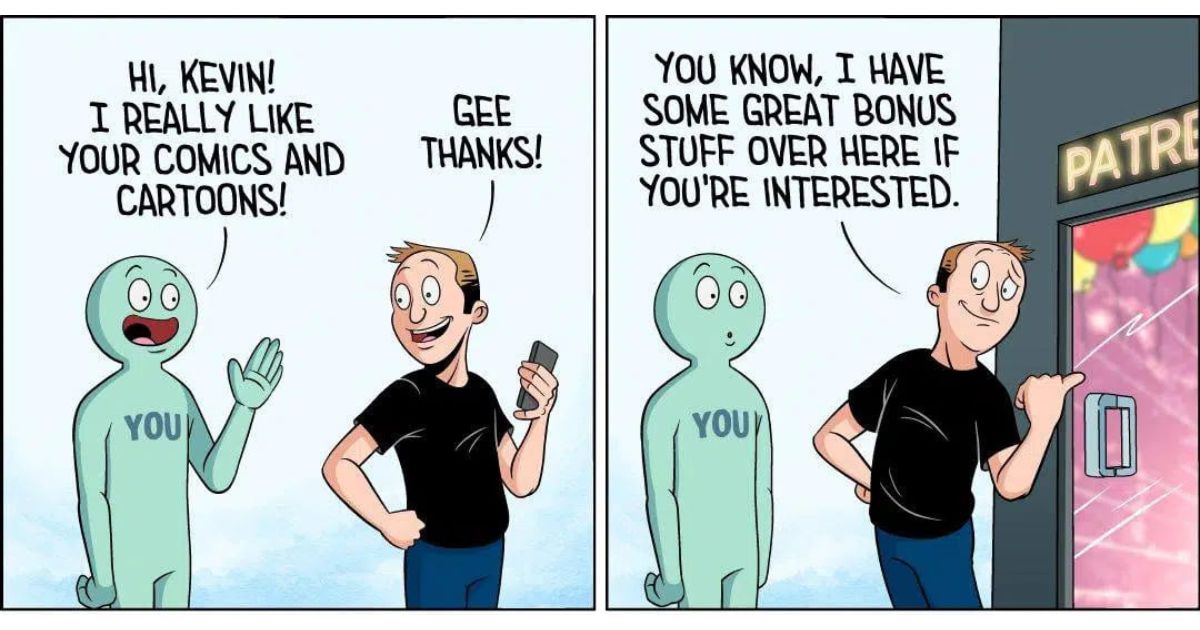 HI, KEVIN!
I REALLY LIKE
YOUR COMICS AND
CARTOONS!
GEE
THANKS!
YOU
YOU KNOW, I HAVE
SOME GREAT BONUS
STUFF OVER HERE IF
YOU'RE INTERESTED.
PATRE
YOU